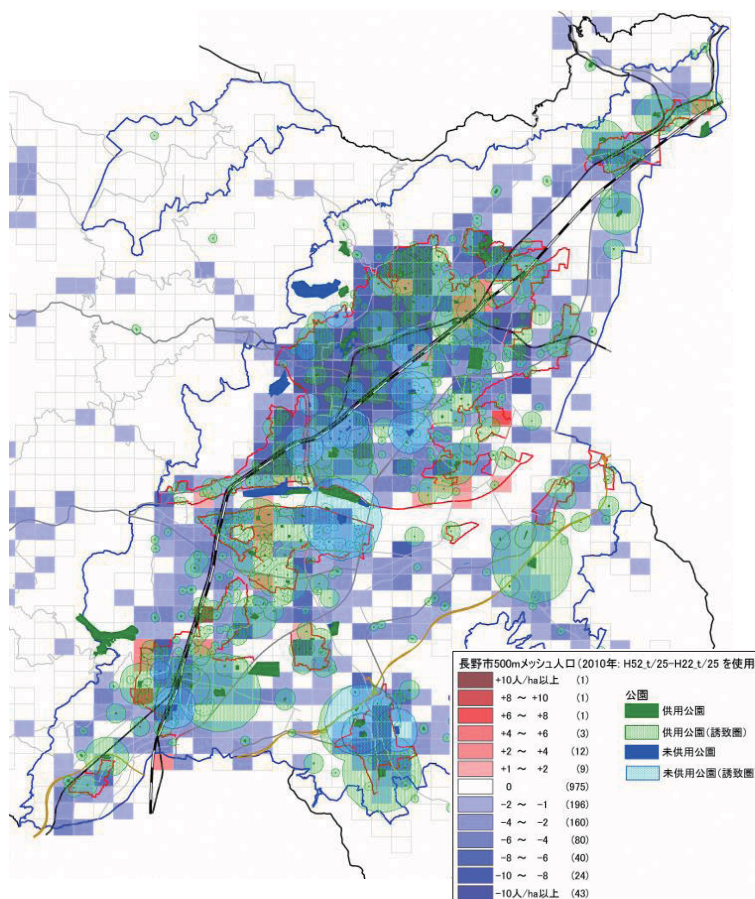 長野市500mメッシュ人口(2010年: H52_t/25-H22_t/25 を使用
+10人/ha以上 (1)
+8 ～ +10 (1)
+6 ～ +8 (1)
+4 ～ +6 (3)
+2 ～ +4 (12)
+1 ～ +2 (9)
0 (975)
-2 ～ -1 (196)
-4 ～ -2 (160)
-6 ～ -4 (80)
-8 ～ -6 (40)
-10 ～ -8 (24)
-10人/ha以上 (43)
公園
供用公園
供用公園(誘致圏)
未供用公園
未供用公園(誘致圏